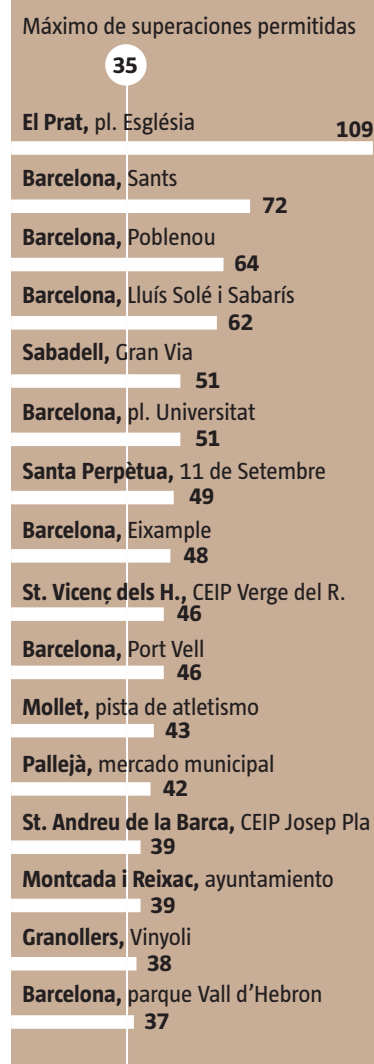 Máximo de superaciones permitidas
35
El Prat, pl. Església
109
Barcelona, Sants
72
Barcelona, Poblenou
64
Barcelona, Lluís Solé i Sabarís
62
Sabadell, Gran Via
51
Barcelona, pl. Universitat
51
Santa Perpètua, 11 de Setembre
49
Barcelona, Eixample
48
St. Vicenç dels H., CEIP Verge del R.
46
Barcelona, Port Vell
46
Mollet, pista de atletismo
43
Pallejà, mercado municipal
42
St. Andreu de la Barca, CEIP Josep Pla
39
Montcada i Reixac, ayuntamiento
39
Granollers, Vinyoli
38
Barcelona, parque Vall d’Hebron
37